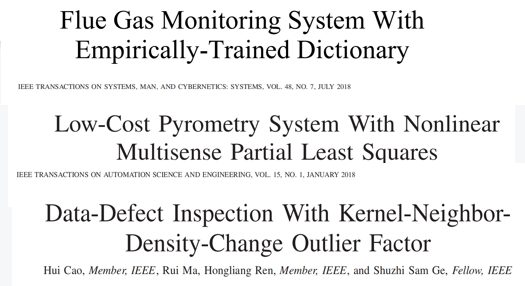 Flue Gas Monitoring System With
Empirically-Trained Dictionary
IEEE TRANSACTIONS ON SYSTEMS, MAN, AND CYBERNETICS: SYSTEMS, VOL. 48, NO. 7, JULY 2018
Low-Cost Pyrometry System With Nonlinear
Multisense Partial Least Squares
IEEE TRANSACTIONS ON AUTOMATION SCIENCE AND ENGINEERING, VOL. 15, NO. 1, JANUARY 2018
Data-Defect Inspection With Kernel-Neighbor-
Density-Change Outlier Factor
Hui Cao, Member, IEEE, Rui Ma, Hongliang Ren, Member, IEEE, and Shuzhi Sam Ge, Fellow, IEEE